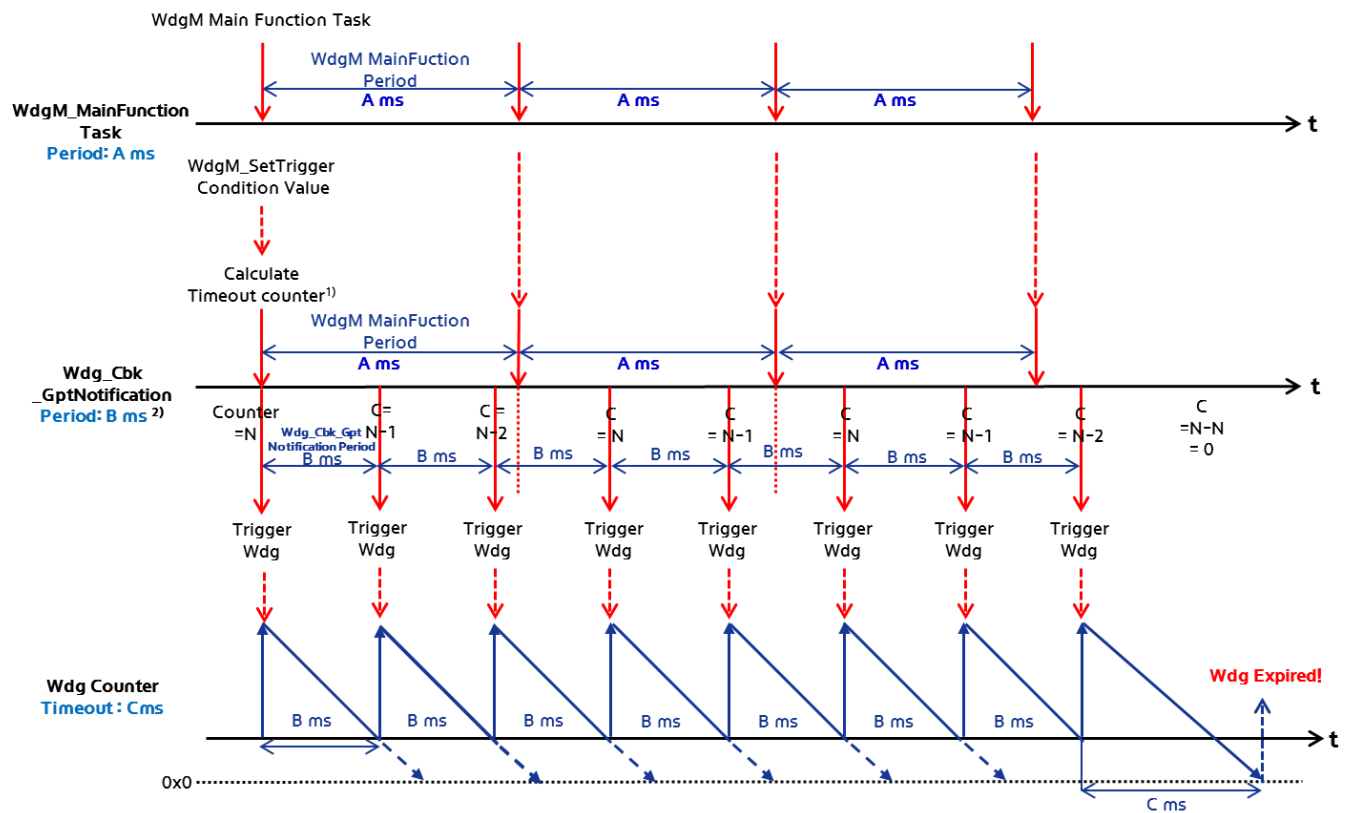 WdgM Main Function Task
WdgM MainFuction
Period
A ms
A ms
A ms
WdgM_MainFunction
Task
Period: A ms
t
WdgM_SetTrigger
Condition Value
Calculate
Timeout counter1)
WdgM MainFuction
Period
A ms
A ms
A ms
Wdg_Cbk
_GptNotification
Period: B ms 2)
t
Counter
=N
C=
N-1
C =
N-2
C
= N
C
= N-1
C
= N
C
= N-1
C
= N-2
C
=N-N
= 0
Wdg_Cbk_Gpt
Notification Period
B ms
B ms
B ms
B ms
B ms
B ms
B ms
Trigger
Wdg
Trigger
Wdg
Trigger
Wdg
Trigger
Wdg
Trigger
Wdg
Trigger
Wdg
Trigger
Wdg
Trigger
Wdg
Wdg Counter
Timeout : Cms
Wdg Expired!
B ms
B ms
B ms
B ms
B ms
B ms
B ms
t
0x0
C ms